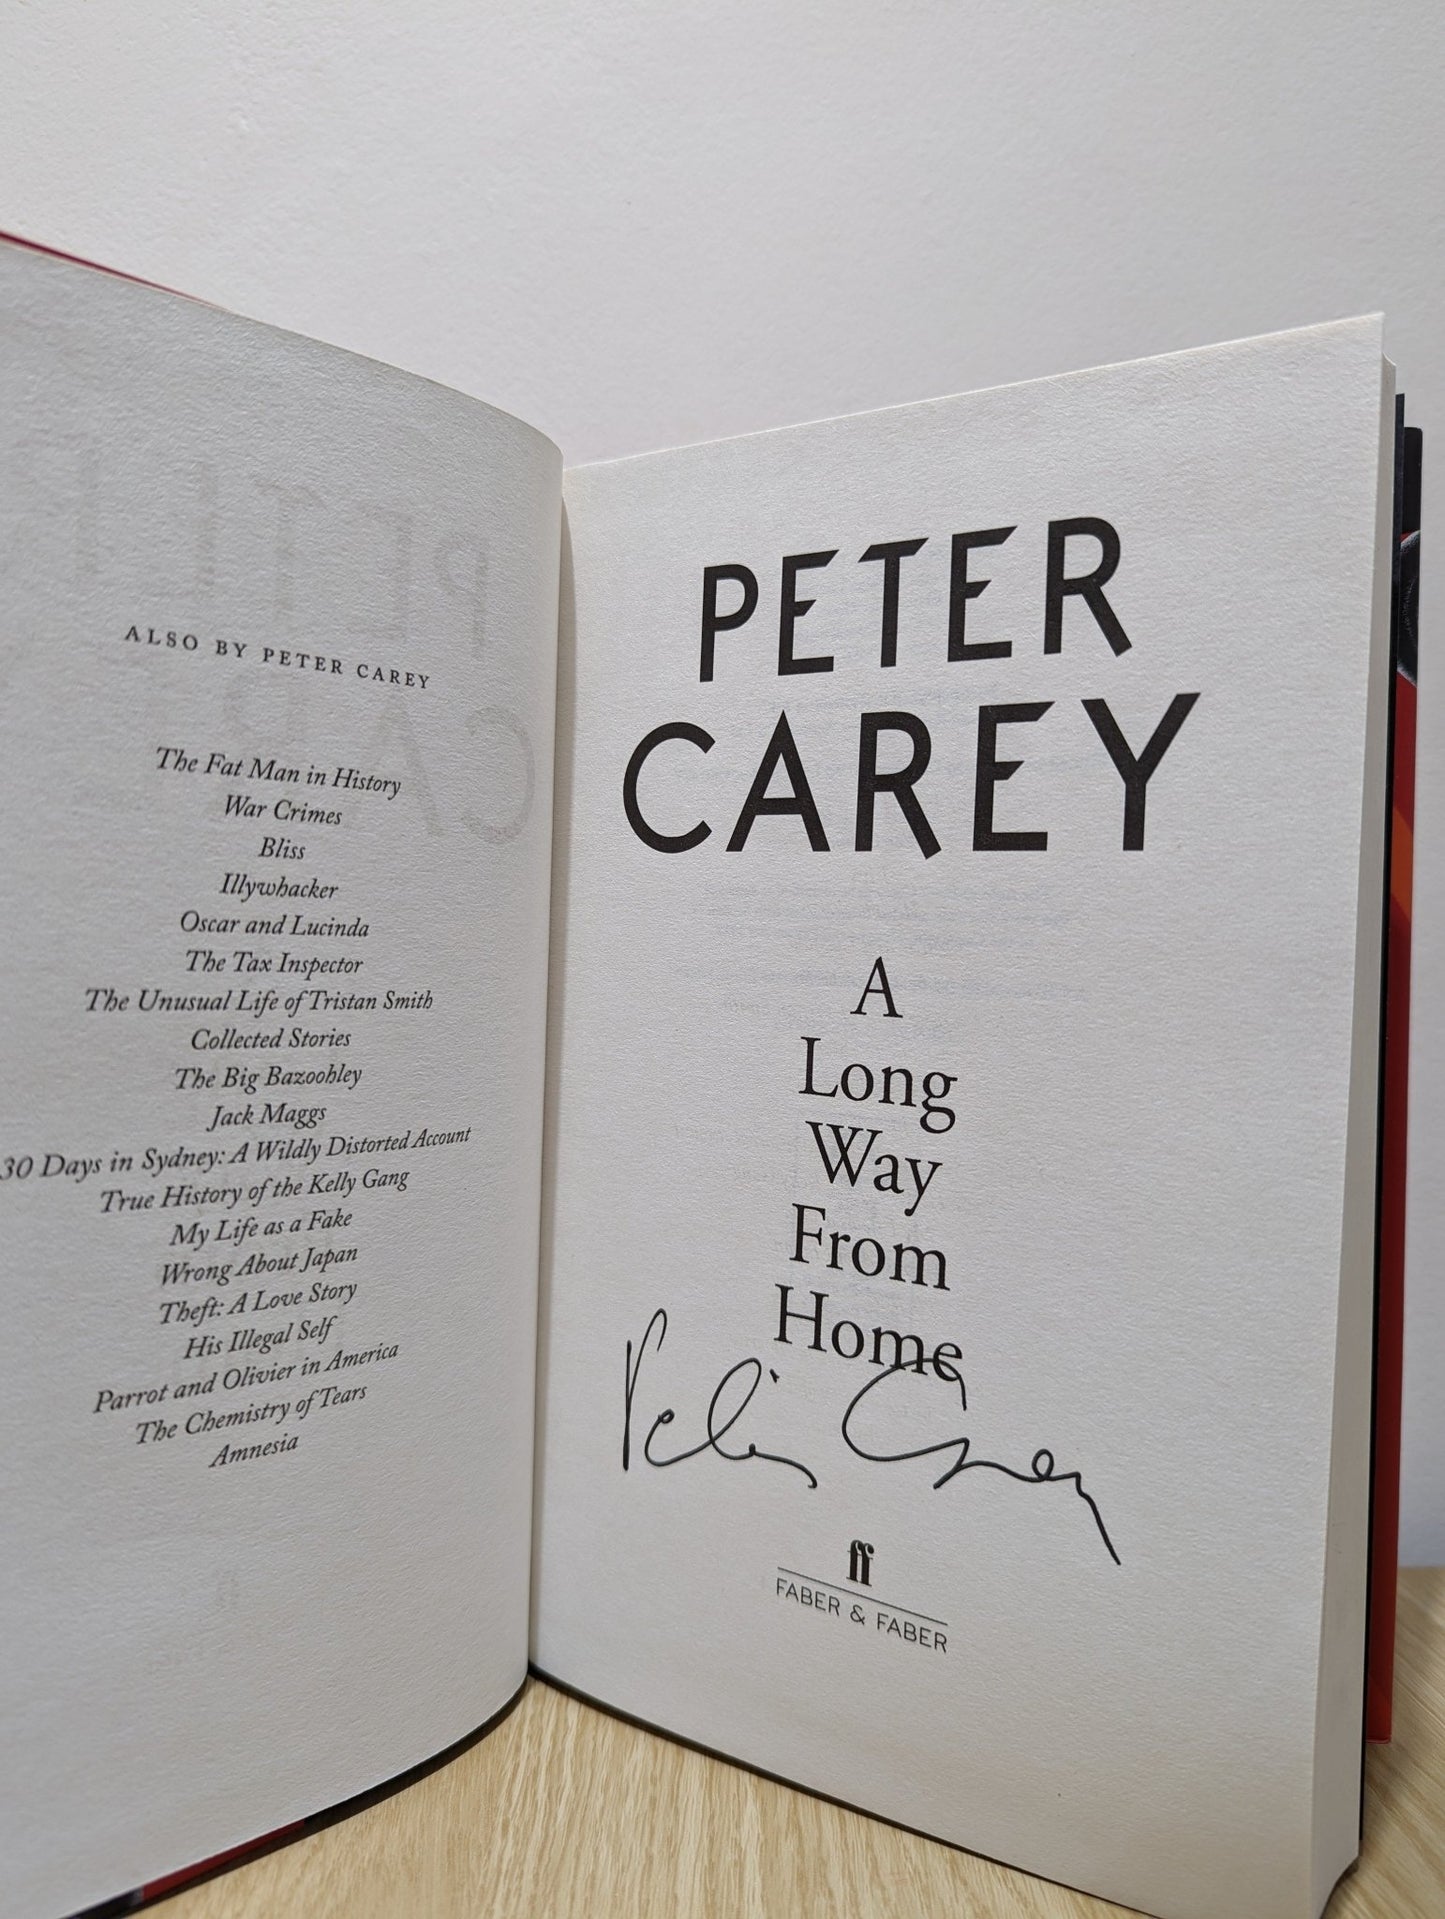 ALSO BY PETER CAREY
The Fat Man in History
War Crimes
Bliss
Illywhacker
Oscar and Lucinda
The Tax Inspector
The Unusual Life of Tristan Smith
Collected Stories
The Big Bazoohley
Jack Maggs
30 Days in Sydney: A Wildly Distorted Account
True History of the Kelly Gang
My Life as a Fake
Wrong About Japan
Theft: A Love Story
His Illegal Self
Parrot and Olivier in America
The Chemistry of Tears
Amnesia
PETER
CAREY
A
Long
Way
From
Home
Peter Carey
ff
FABER & FABER